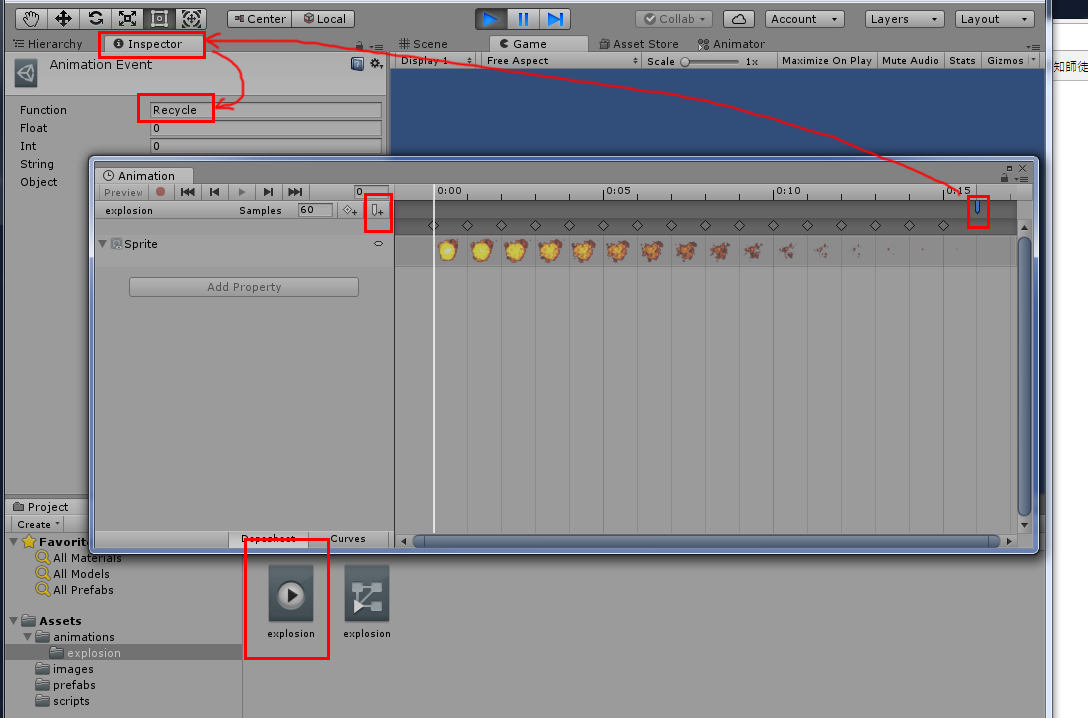 Center Local Collab Account Layers Layout
Hierarchy Inspector Scene Game Asset Store Animator
Animation Event Display 1 Free Aspect Scale 1x Maximize On Play Mute Audio Stats Gizmos
知師徒
Function Recycle
Float 0
Int 0
String
Object
Animation
Preview 0 0:00 0:05 0:10 0:15
explosion Samples 60
Sprite
Add Property
Dopesheet Curves
Project
Create
Favorite
All Materials
All Models
All Prefabs
Assets
animations
explosion
images
prefabs
scripts
explosion explosion